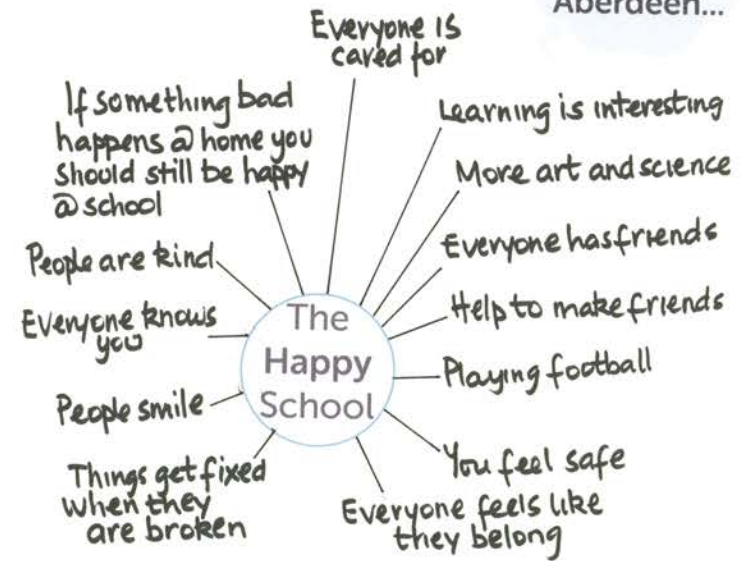 Aberdeen...
Everyone is
cared for
If something bad
happens @ home you
should still be happy
@ school
Learning is interesting
More art and science
Everyone has friends
Help to make friends
Playing football
You feel safe
Everyone feels like
they belong
Things get fixed
when they
are broken
People smile
Everyone knows
you
People are kind
The
Happy
School